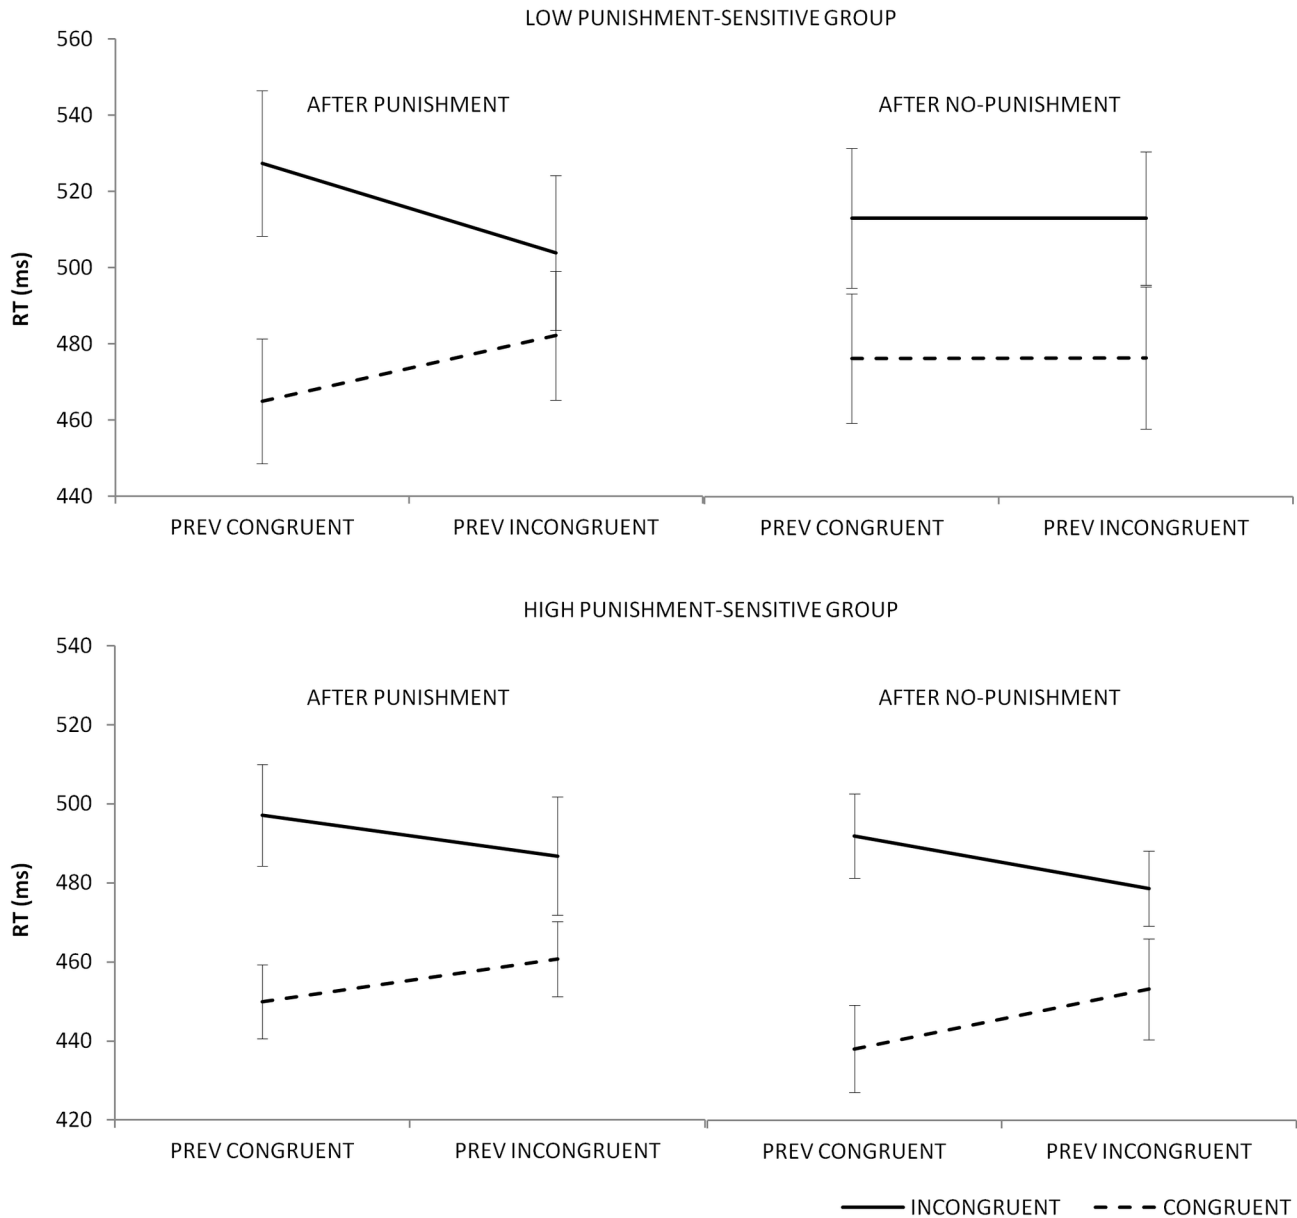 LOW PUNISHMENT-SENSITIVE GROUP
560
540
520
500
480
460
440
RT (ms)
AFTER PUNISHMENT
AFTER NO-PUNISHMENT
PREV CONGRUENT
PREV INCONGRUENT
PREV CONGRUENT
PREV INCONGRUENT
HIGH PUNISHMENT-SENSITIVE GROUP
540
520
500
480
460
440
420
RT (ms)
AFTER PUNISHMENT
AFTER NO-PUNISHMENT
PREV CONGRUENT
PREV INCONGRUENT
PREV CONGRUENT
PREV INCONGRUENT
INCONGRUENT
CONGRUENT